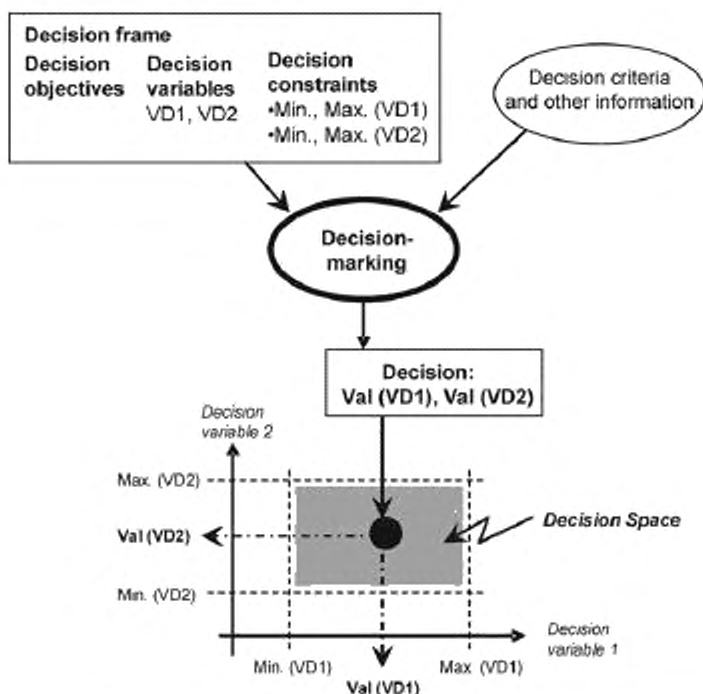 Decision frame
Decision objectives
Decision variables
VD1, VD2
Decision constraints
•Min., Max. (VD1)
•Min., Max. (VD2)
Decision criteria
and other information
Decision-
marking
Decision:
Val (VD1), Val (VD2)
Decision
variable 2
Max. (VD2)
Val (VD2)
Min. (VD2)
Decision Space
Decision
variable 1
Min. (VD1)
Max. (VD1)
Val (VD1)